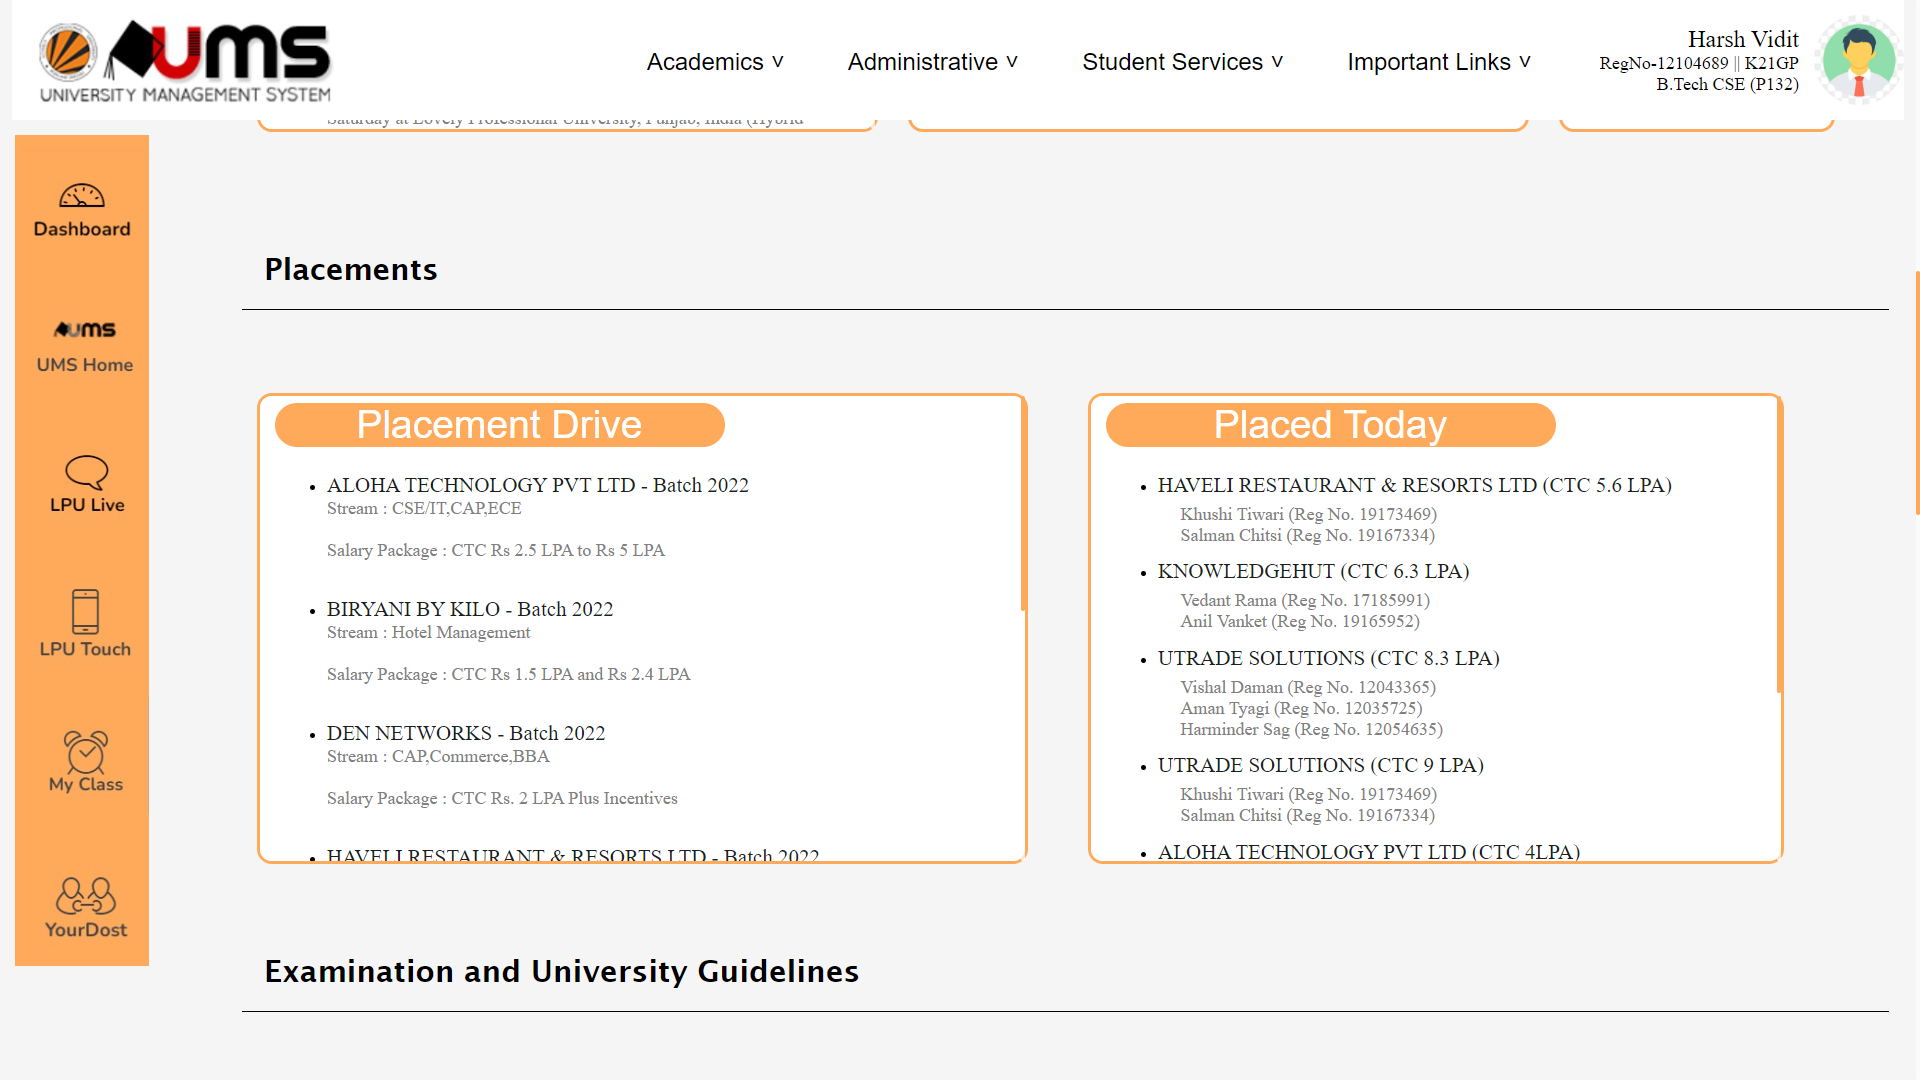 UMS
UNIVERSITY MANAGEMENT SYSTEM
Academics ˅
Administrative ˅
Student Services ˅
Important Links ˅
Harsh Vidit
RegNo-12104689 || K21GP
B.Tech CSE (P132)
Saturday at Lovely Professional University, Punjab, India (Hybrid
Dashboard
UMS
UMS Home
LPU Live
LPU Touch
My Class
YourDost
Placements
Placement Drive
• ALOHA TECHNOLOGY PVT LTD - Batch 2022
Stream : CSE/IT,CAP,ECE
Salary Package : CTC Rs 2.5 LPA to Rs 5 LPA
• BIRYANI BY KILO - Batch 2022
Stream : Hotel Management
Salary Package : CTC Rs 1.5 LPA and Rs 2.4 LPA
• DEN NETWORKS - Batch 2022
Stream : CAP,Commerce,BBA
Salary Package : CTC Rs. 2 LPA Plus Incentives
• HAVELI RESTAURANT & RESORTS LTD - Batch 2022
Placed Today
• HAVELI RESTAURANT & RESORTS LTD (CTC 5.6 LPA)
Khushi Tiwari (Reg No. 19173469)
Salman Chitsi (Reg No. 19167334)
• KNOWLEDGEHUT (CTC 6.3 LPA)
Vedant Rama (Reg No. 17185991)
Anil Vanket (Reg No. 19165952)
• UTRADE SOLUTIONS (CTC 8.3 LPA)
Vishal Daman (Reg No. 12043365)
Aman Tyagi (Reg No. 12035725)
Harminder Sag (Reg No. 12054635)
• UTRADE SOLUTIONS (CTC 9 LPA)
Khushi Tiwari (Reg No. 19173469)
Salman Chitsi (Reg No. 19167334)
• ALOHA TECHNOLOGY PVT LTD (CTC 4LPA)
Examination and University Guidelines